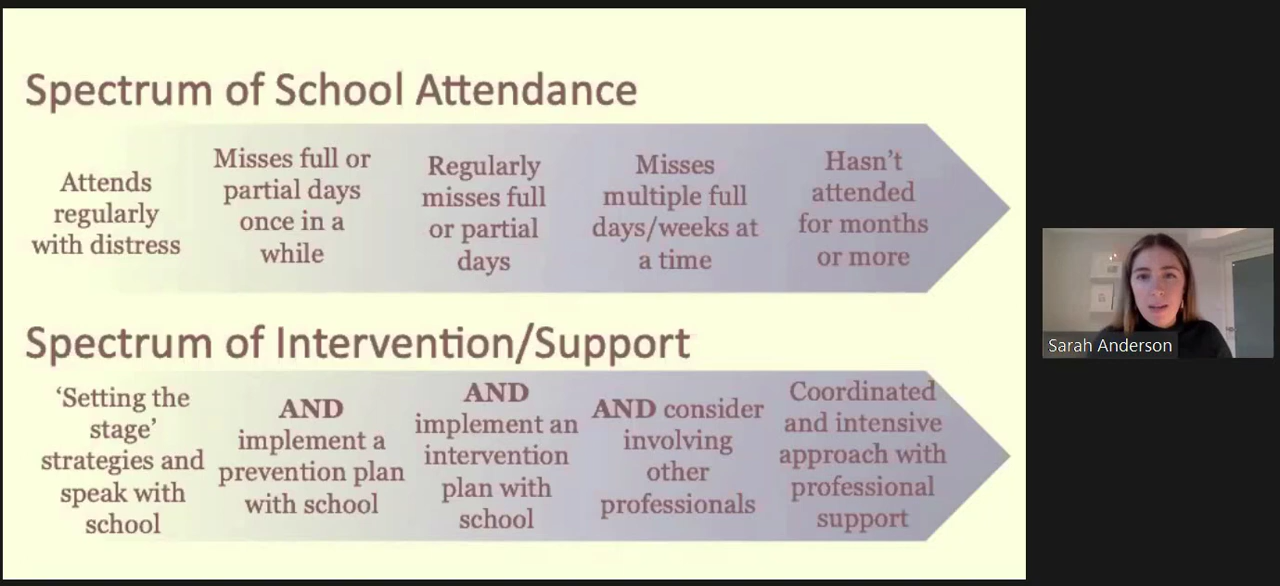 Spectrum of School Attendance
Attends
regularly
with distress
Misses full or
partial days
once in a
while
Regularly
misses full
or partial
days
Misses
multiple full
days/weeks at
a time
Hasn't
attended
for months
or more
Spectrum of Intervention/Support
‘Setting the
stage’
strategies and
speak with
school
AND
implement a
prevention plan
with school
AND
implement an
intervention
plan with
school
AND consider
involving
other
professionals
Coordinated
and intensive
approach with
professional
support
Sarah Anderson